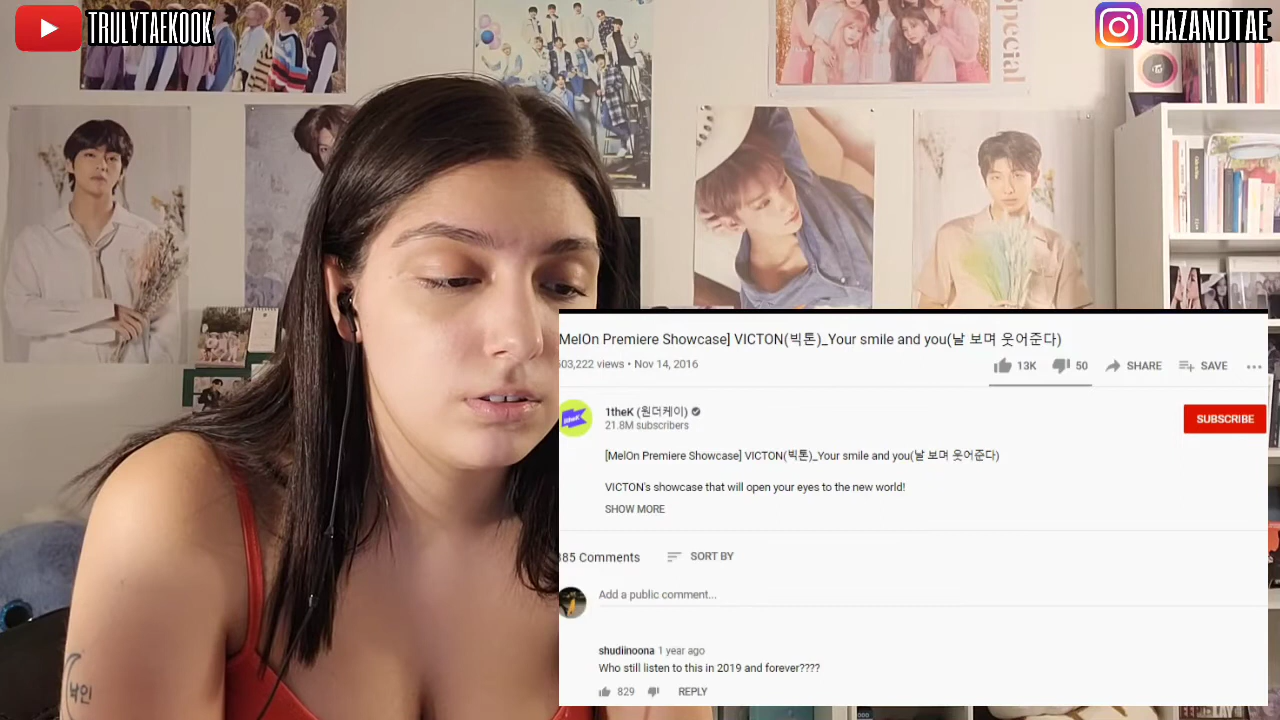 TRULYTAEKOOK
HAZANDTAE
Special
MelOn Premiere Showcase] VICTON(빅톤)_Your smile and you(날 보며 웃어준다)
03,222 views • Nov 14, 2016
13K
50
SHARE
SAVE
1theK (원더케이)
21.8M subscribers
SUBSCRIBE
[MelOn Premiere Showcase] VICTON(빅톤)_Your smile and you(날 보며 웃어준다)
VICTON's showcase that will open your eyes to the new world!
SHOW MORE
85 Comments
SORT BY
Add a public comment...
shudiinoona 1 year ago
Who still listen to this in 2019 and forever????
829
REPLY
낙인